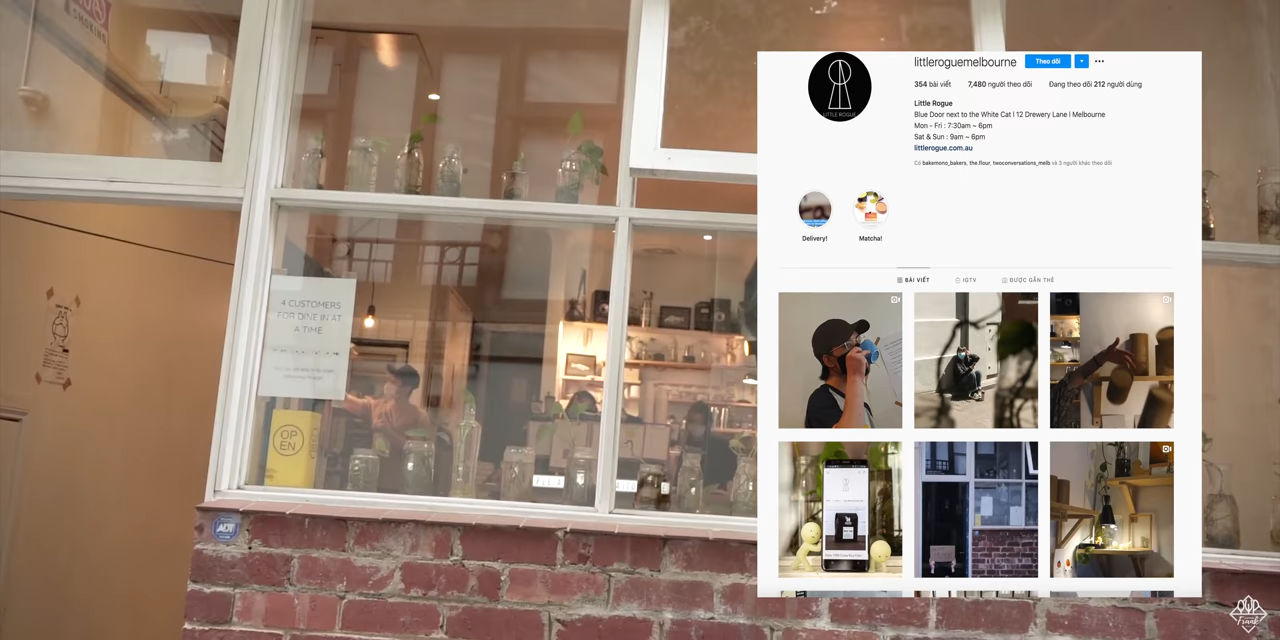 SMOKING
4 CUSTOMERS
FOR DINE IN AT
A TIME
OP
EN
ADT
littleroguemelbourne
Theo dõi
354 bài viết
7,480 người theo dõi
Đang theo dõi 212 người dùng
Little Rogue
Blue Door next to the White Cat | 12 Drewery Lane | Melbourne
Mon - Fri : 7:30am ~ 6pm
Sat & Sun : 9am ~ 6pm
littlerogue.com.au
Có bakemono_bakers, the.flour, twoconversations_melb và 3 người khác theo dõi
LITTLE ROGUE
Delivery!
Matcha!
BÀI VIẾT
IGTV
ĐƯỢC GẮN THẺ
Frank